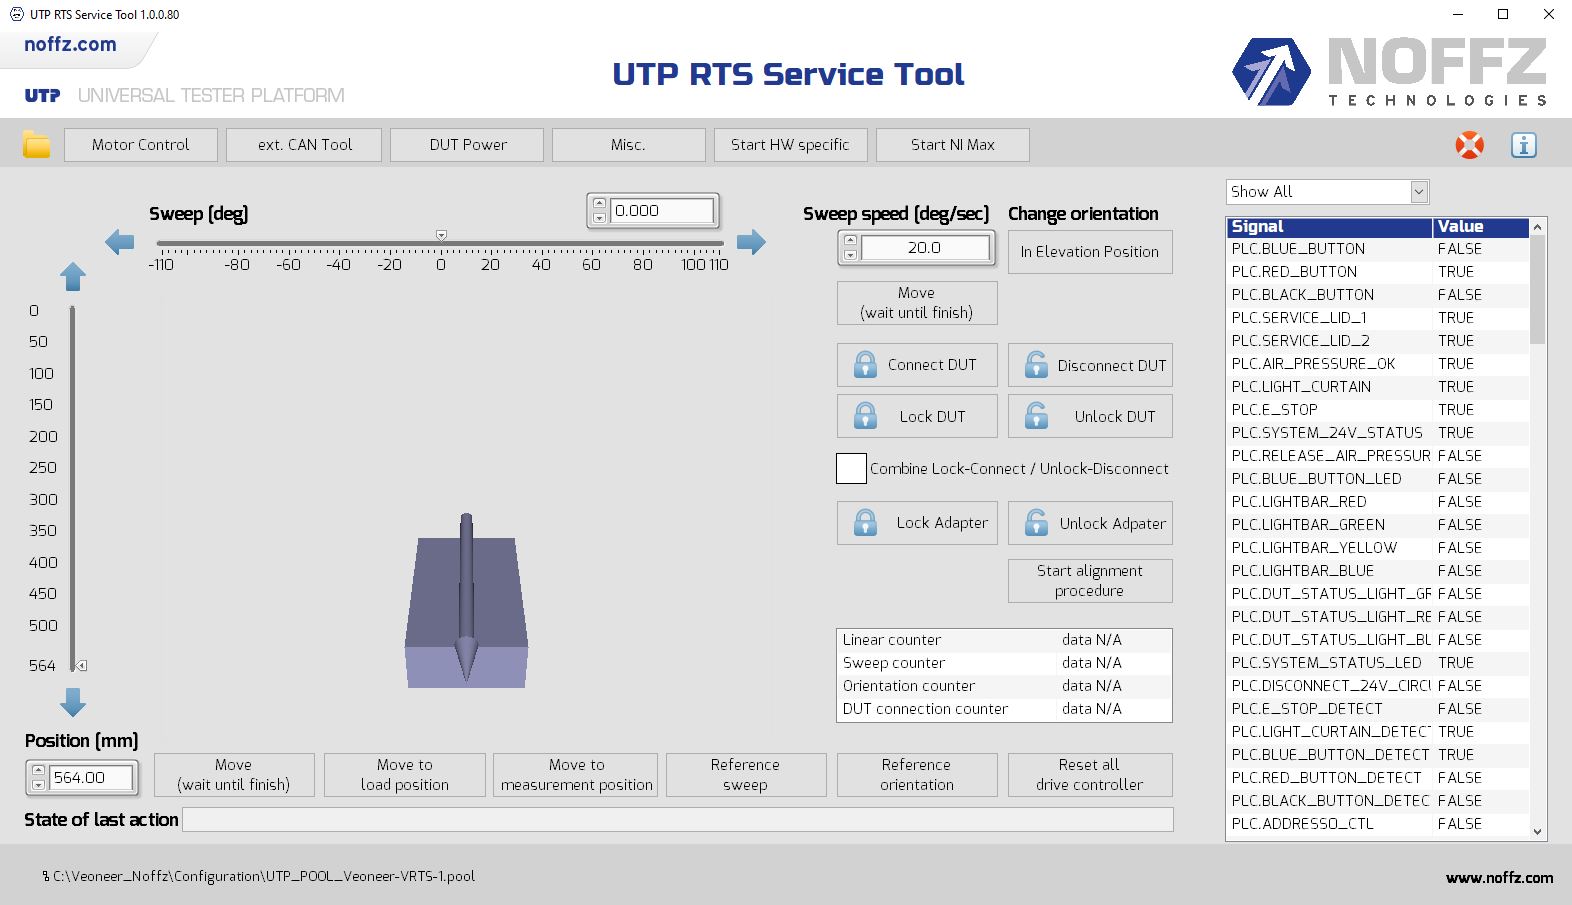 UTP RTS Service Tool 1.0.0.80
noffz.com
UTP UNIVERSAL TESTER PLATFORM
UTP RTS Service Tool
NOFFZ
TECHNOLOGIES
Motor Control
ext. CAN Tool
DUT Power
Misc.
Start HW specific
Start NI Max
Sweep [deg]
0.000
-110 -80 -60 -40 -20 0 20 40 60 80 100 110
Sweep speed [deg/sec]
20.0
Change orientation
In Elevation Position
Move
(wait until finish)
Connect DUT
Disconnect DUT
Lock DUT
Unlock DUT
Combine Lock-Connect / Unlock-Disconnect
Lock Adapter
Unlock Adpater
Start alignment
procedure
0
50
100
150
200
250
300
350
400
450
500
564
Linear counter data N/A
Sweep counter data N/A
Orientation counter data N/A
DUT connection counter data N/A
Position [mm]
564.00
Move
(wait until finish)
Move to
load position
Move to
measurement position
Reference
sweep
Reference
orientation
Reset all
drive controller
State of last action
Show All
Signal Value
PLC.BLUE_BUTTON FALSE
PLC.RED_BUTTON TRUE
PLC.BLACK_BUTTON FALSE
PLC.SERVICE_LID_1 TRUE
PLC.SERVICE_LID_2 TRUE
PLC.AIR_PRESSURE_OK TRUE
PLC.LIGHT_CURTAIN TRUE
PLC.E_STOP TRUE
PLC.SYSTEM_24V_STATUS TRUE
PLC.RELEASE_AIR_PRESSUR FALSE
PLC.BLUE_BUTTON_LED FALSE
PLC.LIGHTBAR_RED FALSE
PLC.LIGHTBAR_GREEN FALSE
PLC.LIGHTBAR_YELLOW FALSE
PLC.LIGHTBAR_BLUE FALSE
PLC.DUT_STATUS_LIGHT_GR FALSE
PLC.DUT_STATUS_LIGHT_RE FALSE
PLC.DUT_STATUS_LIGHT_BL FALSE
PLC.SYSTEM_STATUS_LED TRUE
PLC.DISCONNECT_24V_CIRCU FALSE
PLC.E_STOP_DETECT FALSE
PLC.LIGHT_CURTAIN_DETECT TRUE
PLC.BLUE_BUTTON_DETECT TRUE
PLC.RED_BUTTON_DETECT FALSE
PLC.BLACK_BUTTON_DETEC FALSE
PLC.ADDRESS0_CTL FALSE
C:\Veoneer_Noffz\Configuration\UTP_POOL_Veoneer-VRTS-1.pool
www.noffz.com